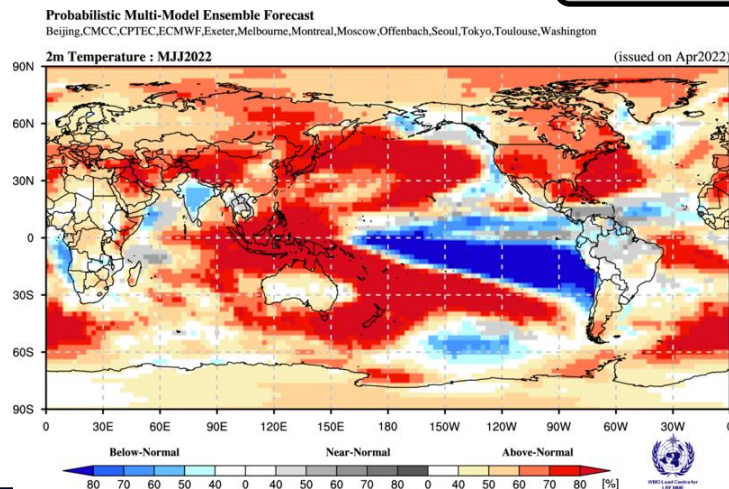 Probabilistic Multi-Model Ensemble Forecast
Beijing,CMCC,CPTEC,ECMWF,Exeter,Melbourne,Montreal,Moscow,Offenbach,Seoul,Tokyo,Toulouse,Washington
2m Temperature : MJJ2022 (issued on Apr2022)
90N
60N
30N
0
30S
60S
90S
0 30E 60E 90E 120E 150E 180 150W 120W 90W 60W 30W 0
Below-Normal Near-Normal Above-Normal
80 70 60 50 40 0 40 50 60 70 80 0 40 50 60 70 80 [%]
WMO Lead Centre for
LRFMME